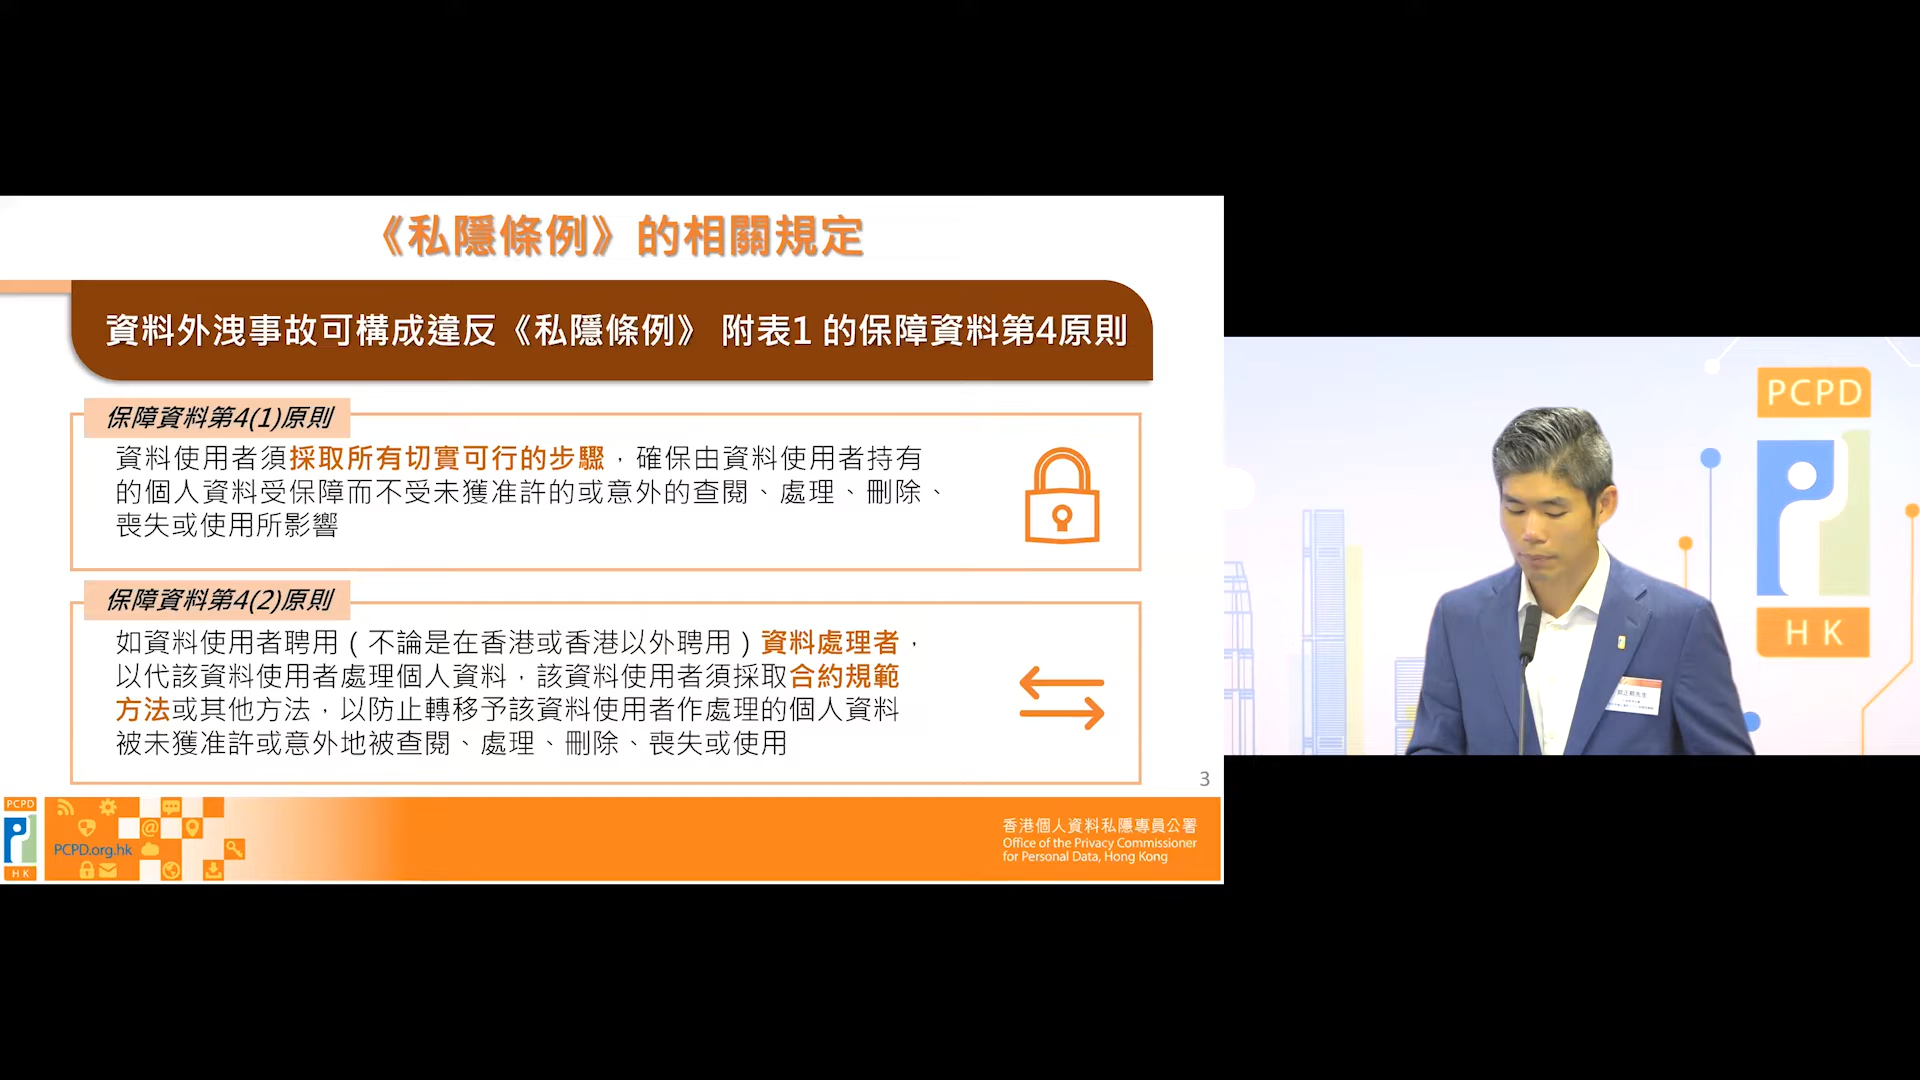 《私隱條例》的相關規定
資料外洩事故可構成違反《私隱條例》 附表1 的保障資料第4原則
保障資料第4(1)原則
資料使用者須採取所有切實可行的步驟，確保由資料使用者持有
的個人資料受保障而不受未獲准許的或意外的查閱、處理、刪除、
喪失或使用所影響
保障資料第4(2)原則
如資料使用者聘用（不論是在香港或香港以外聘用）資料處理者，
以代該資料使用者處理個人資料，該資料使用者須採取合約規範
方法或其他方法，以防止轉移予該資料使用者作處理的個人資料
被未獲准許或意外地被查閱、處理、刪除、喪失或使用
3
PCPD
HK
PCPD.org.hk
香港個人資料私隱專員公署
Office of the Privacy Commissioner
for Personal Data, Hong Kong
PCPD
HK